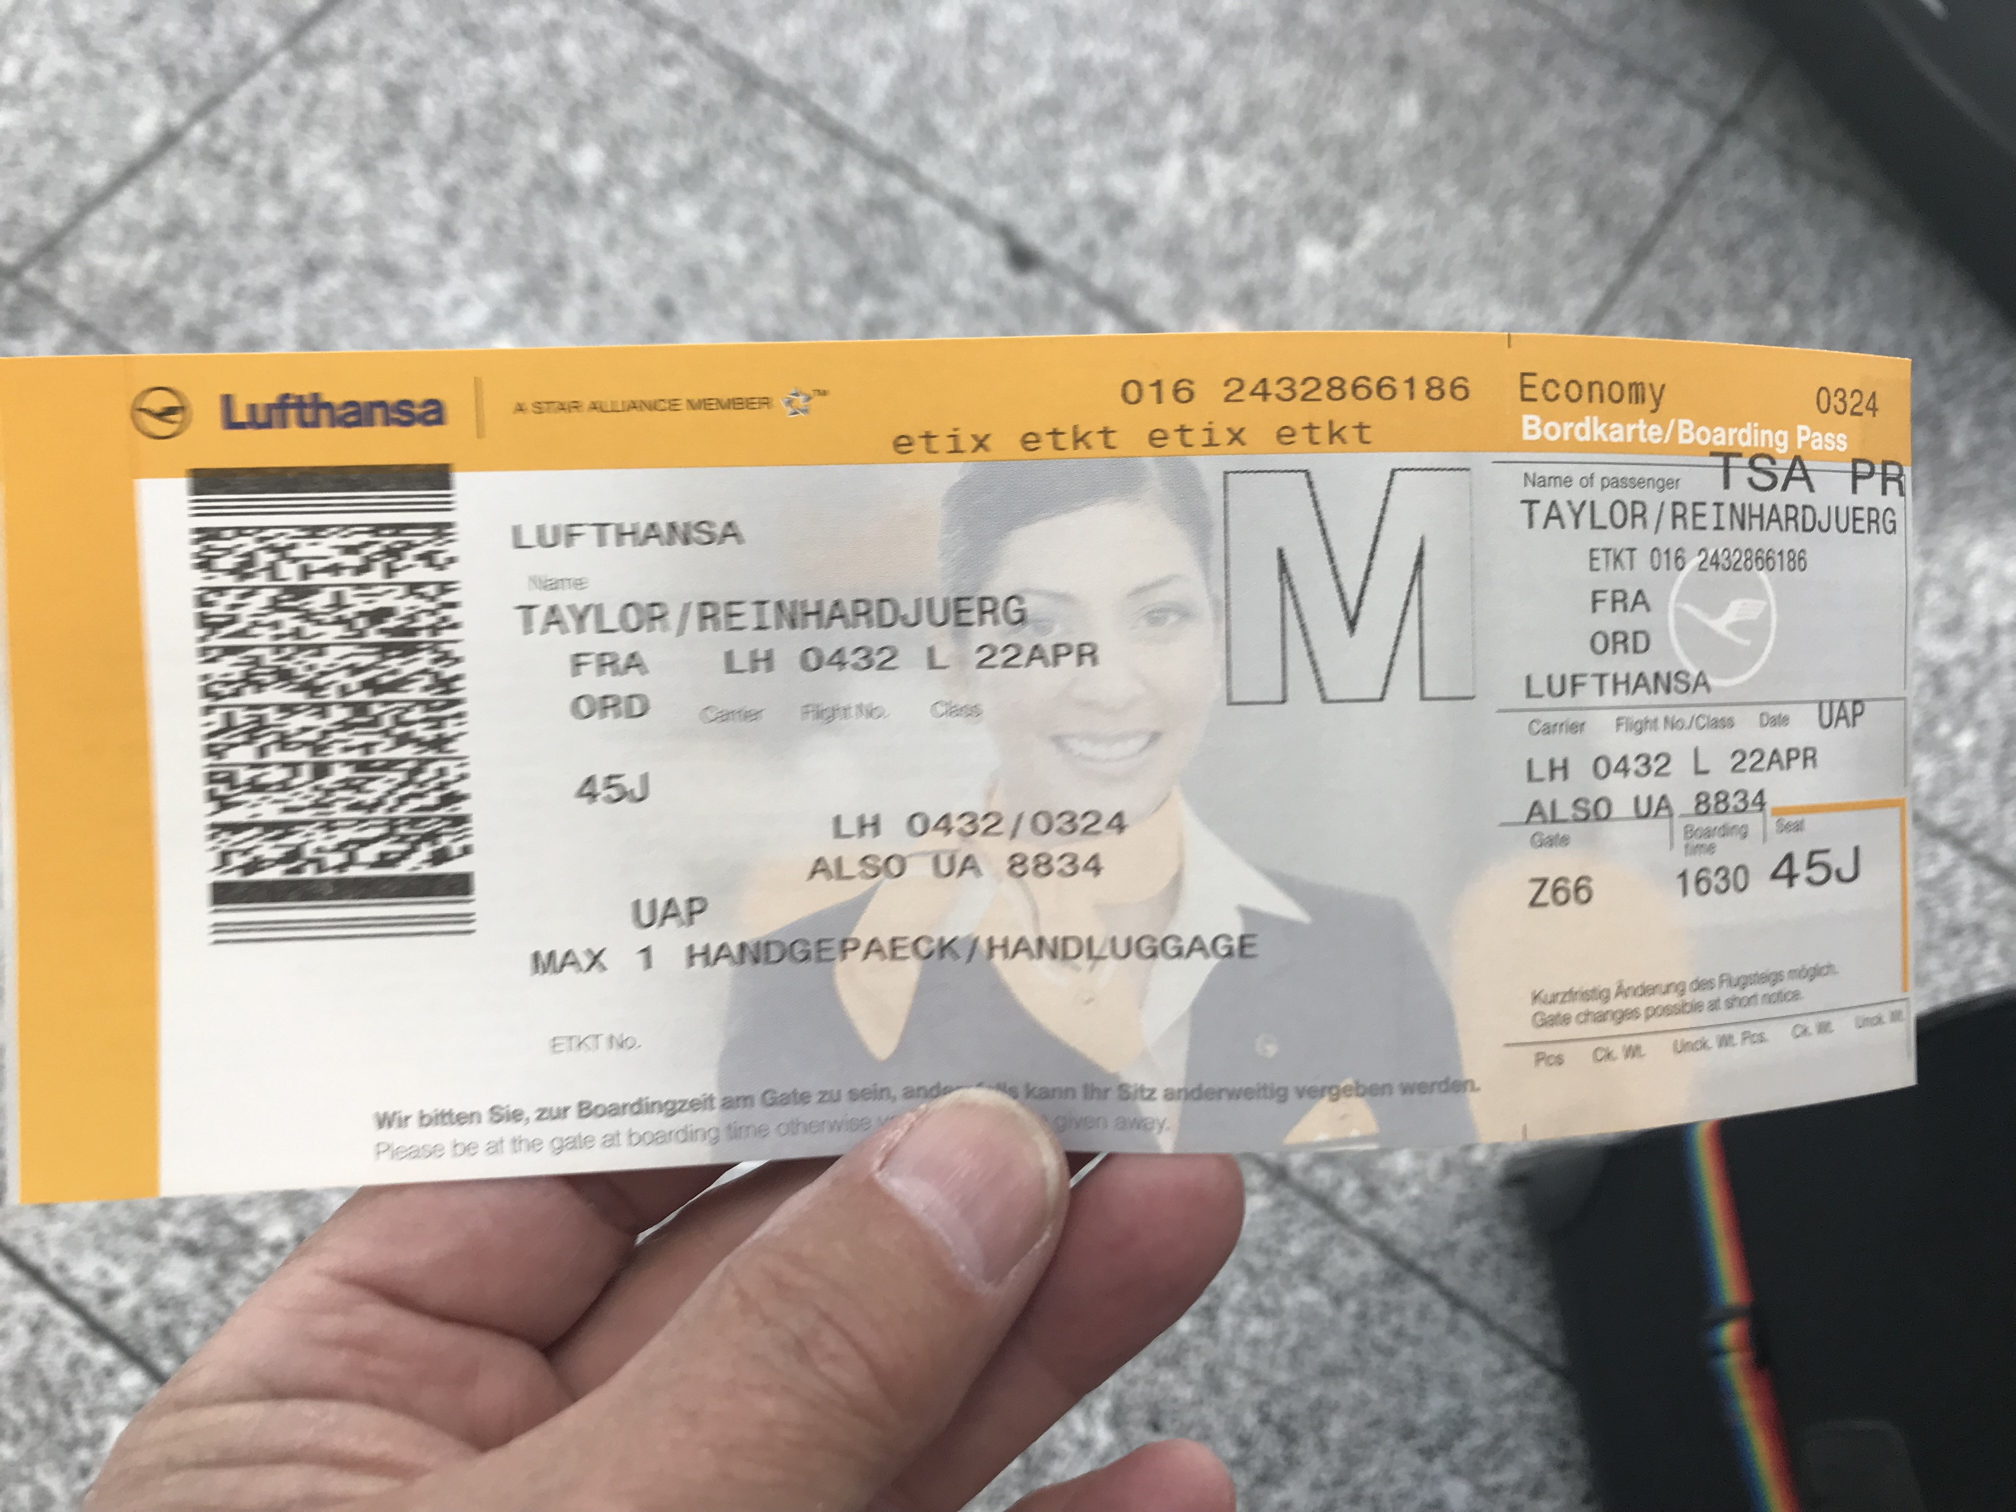 Lufthansa
A STAR ALLIANCE MEMBER ™
016 2432866186
etix etkt etix etkt
LUFTHANSA
Name
TAYLOR/REINHARDJUERG
FRA LH 0432 L 22APR
ORD Carrier Flight No. Class
45J
LH 0432/0324
ALSO UA 8834
UAP
MAX 1 HANDGEPAECK/HANDLUGGAGE
ETKT No.
Wir bitten Sie, zur Boardingzeit am Gate zu sein, kann Ihr Sitz anderweitig vergeben werden.
Please be at the gate at boarding time otherwise given away.
M
Economy 0324
Bordkarte/Boarding Pass
Name of passenger TSA PR
TAYLOR/REINHARDJUERG
ETKT 016 2432866186
FRA
ORD
LUFTHANSA
Carrier Flight No./Class Date UAP
LH 0432 L 22APR
ALSO UA 8834
Gate Boarding time Seat
Z66 1630 45J
Kurzfristig Änderung des Flugsteigs möglich.
Gate changes possible at short notice.
Pcs Ck. Wt. Unck. Wt. Pcs. Ck. Wt. Unck. Wt.